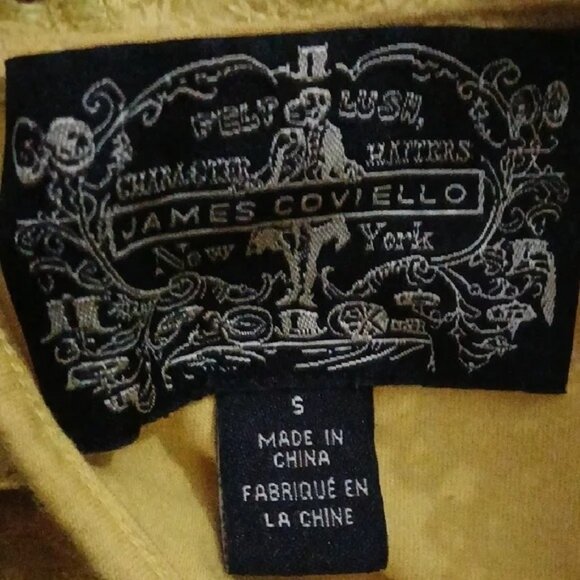 FELT LUSH,
CHARACTER HATTERS
JAMES COVIELLO
New York
S
MADE IN
CHINA
FABRIQUÉ EN
LA CHINE